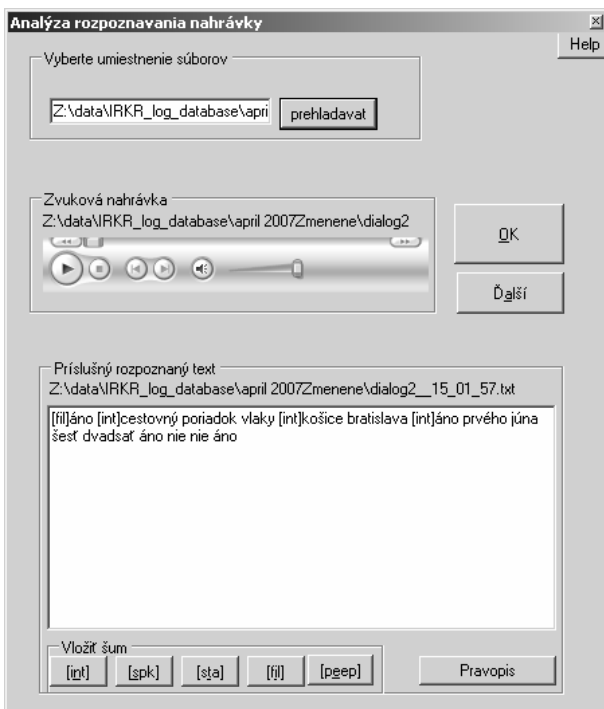 Analýza rozpoznavania nahrávky
Help
Vyberte umiestnenie súborov
Z:\data\IRKR_log_database\apri
prehladavat
Zvuková nahrávka
Z:\data\IRKR_log_database\april 2007Zmenene\dialog2
OK
Ďalší
Príslušný rozpoznaný text
Z:\data\IRKR_log_database\april 2007Zmenene\dialog2__15_01_57.txt
[fil]áno [int]cestovný poriadok vlaky [int]košice bratislava [int]áno prvého júna
šesť dvadsať áno nie nie áno
Vložiť šum
[int] [spk] [sta] [fil] [peep]
Pravopis